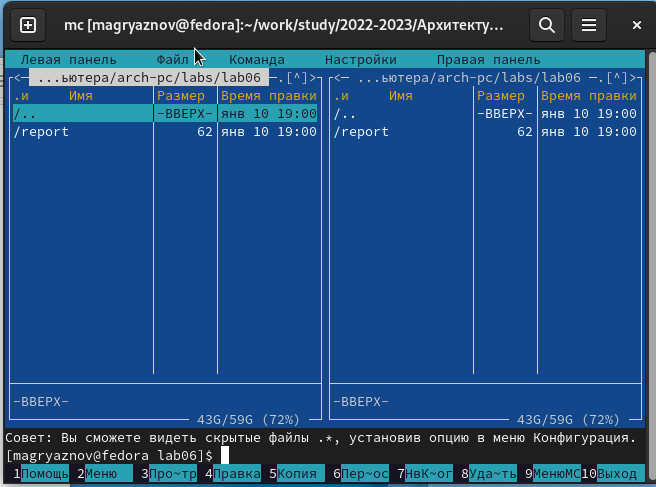 mc [magryaznov@fedora]:~/work/study/2022-2023/Архитекту...
Левая панель Файл Команда Настройки Правая панель
<─ ...ьютера/arch-pc/labs/lab06 ─.[^]> <─ ...ьютера/arch-pc/labs/lab06 ─.[^]>
.и Имя Размер Время правки .и Имя Размер Время правки
/.. -ВВЕРХ- янв 10 19:00 /.. -ВВЕРХ- янв 10 19:00
/report 62 янв 10 19:00 /report 62 янв 10 19:00
-ВВЕРХ- -ВВЕРХ-
43G/59G (72%) 43G/59G (72%)
Совет: Вы сможете видеть скрытые файлы .*, установив опцию в меню Конфигурация.
[magryaznov@fedora lab06]$
1Помощь 2Меню 3Про~тр 4Правка 5Копия 6Пер~ос 7НвК~ог 8Уда~ть 9МенюМС 10Выход